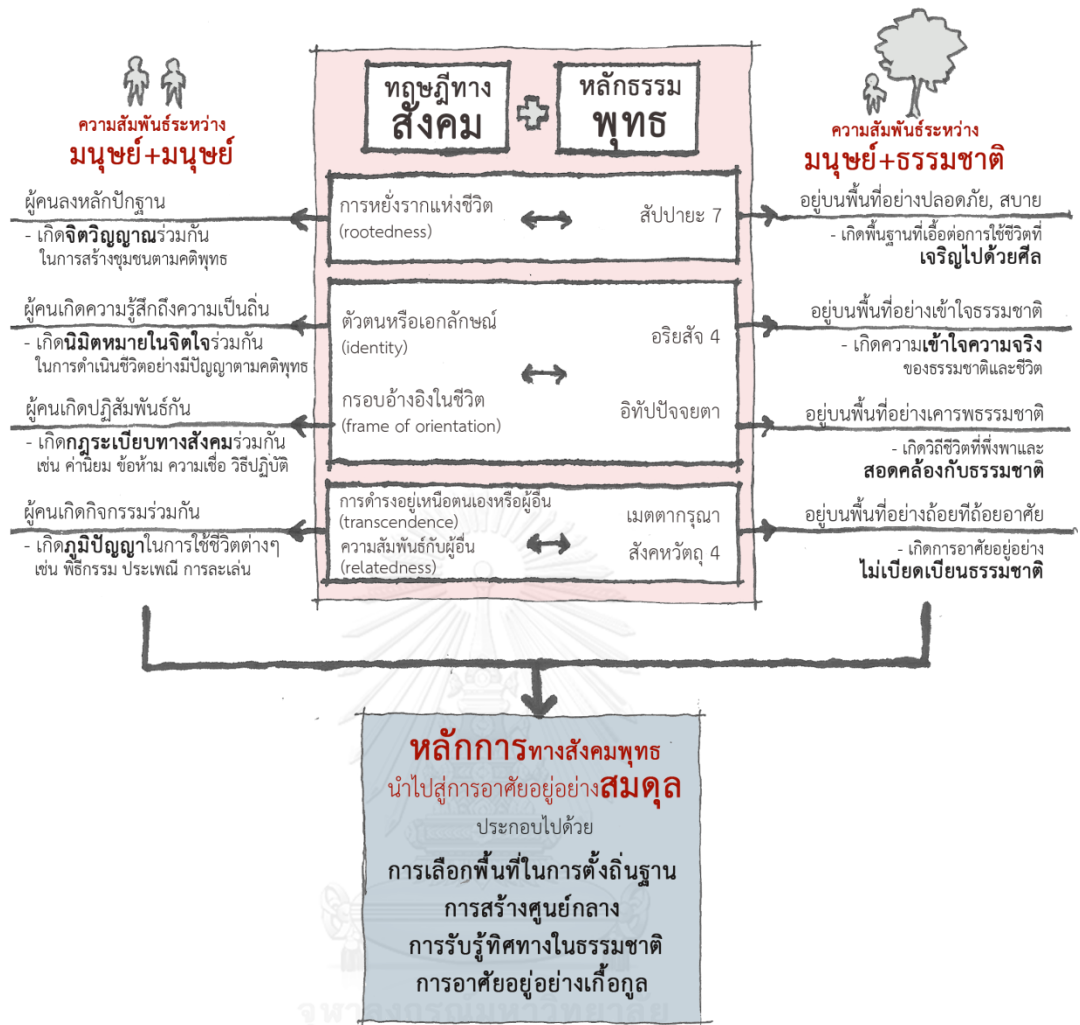 ทฤษฎีทาง
สังคม
หลักธรรม
พุทธ
ความสัมพันธ์ระหว่าง
มนุษย์+มนุษย์
ความสัมพันธ์ระหว่าง
มนุษย์+ธรรมชาติ
ผู้คนลงหลักปักฐาน
- เกิดจิตวิญญาณร่วมกัน
ในการสร้างชุมชนตามคติพุทธ
การหยั่งรากแห่งชีวิต
(rootedness)
สัปปายะ 7
อยู่บนพื้นที่อย่างปลอดภัย, สบาย
- เกิดพื้นฐานที่เอื้อต่อการใช้ชีวิตที่
เจริญไปด้วยศีล
ผู้คนเกิดความรู้สึกถึงความเป็นถิ่น
- เกิดนิมิตหมายในจิตใจร่วมกัน
ในการดำเนินชีวิตอย่างมีปัญญาตามคติพุทธ
ตัวตนหรือเอกลักษณ์
(identity)
อริยสัจ 4
อยู่บนพื้นที่อย่างเข้าใจธรรมชาติ
- เกิดความเข้าใจความจริง
ของธรรมชาติและชีวิต
ผู้คนเกิดปฏิสัมพันธ์กัน
- เกิดกฎระเบียบทางสังคมร่วมกัน
เช่น ค่านิยม ข้อห้าม ความเชื่อ วิธีปฏิบัติ
กรอบอ้างอิงในชีวิต
(frame of orientation)
อิทัปปัจจยตา
อยู่บนพื้นที่อย่างเคารพธรรมชาติ
- เกิดวิถีชีวิตที่พึ่งพาและ
สอดคล้องกับธรรมชาติ
ผู้คนเกิดกิจกรรมร่วมกัน
- เกิดภูมิปัญญาในการใช้ชีวิตต่างๆ
เช่น พิธีกรรม ประเพณี การละเล่น
การดำรงอยู่เหนือตนเองหรือผู้อื่น
(transcendence)
ความสัมพันธ์กับผู้อื่น
(relatedness)
เมตตากรุณา
สังคหวัตถุ 4
อยู่บนพื้นที่อย่างถ้อยทีถ้อยอาศัย
- เกิดการอาศัยอยู่อย่าง
ไม่เบียดเบียนธรรมชาติ
หลักการทางสังคมพุทธ
นำไปสู่การอาศัยอยู่อย่างสมดุล
ประกอบไปด้วย
การเลือกพื้นที่ในการตั้งถิ่นฐาน
การสร้างศูนย์กลาง
การรับรู้ทิศทางในธรรมชาติ
การอาศัยอยู่อย่างเกื้อกูล
จุฬาลงกรณ์มหาวิทยาลัย